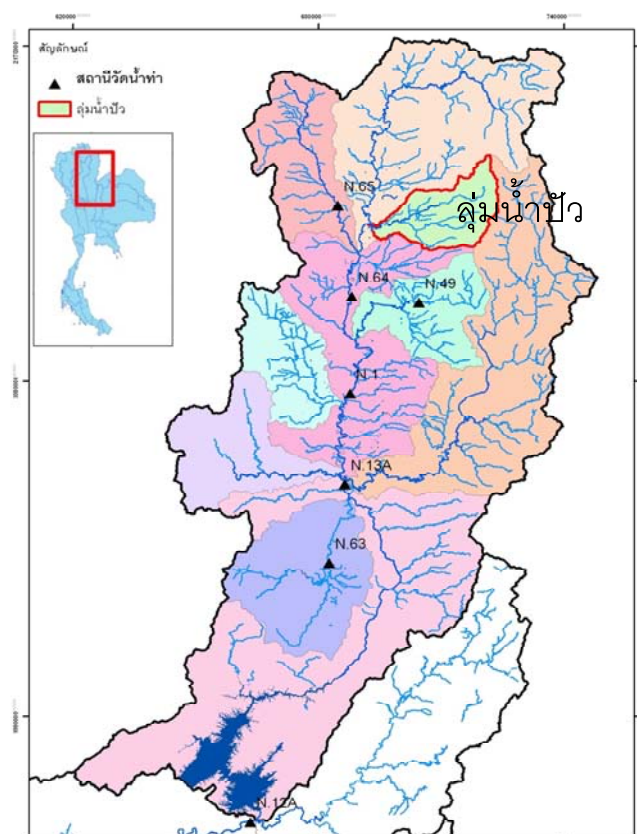 620000 680000 740000
สัญลักษณ์
สถานีวัดน้ำท่า
ลุ่มน้ำปัว
N.65
ลุ่มน้ำปัว
N.64
N.49
N.1
N.13A
N.63
N.12A